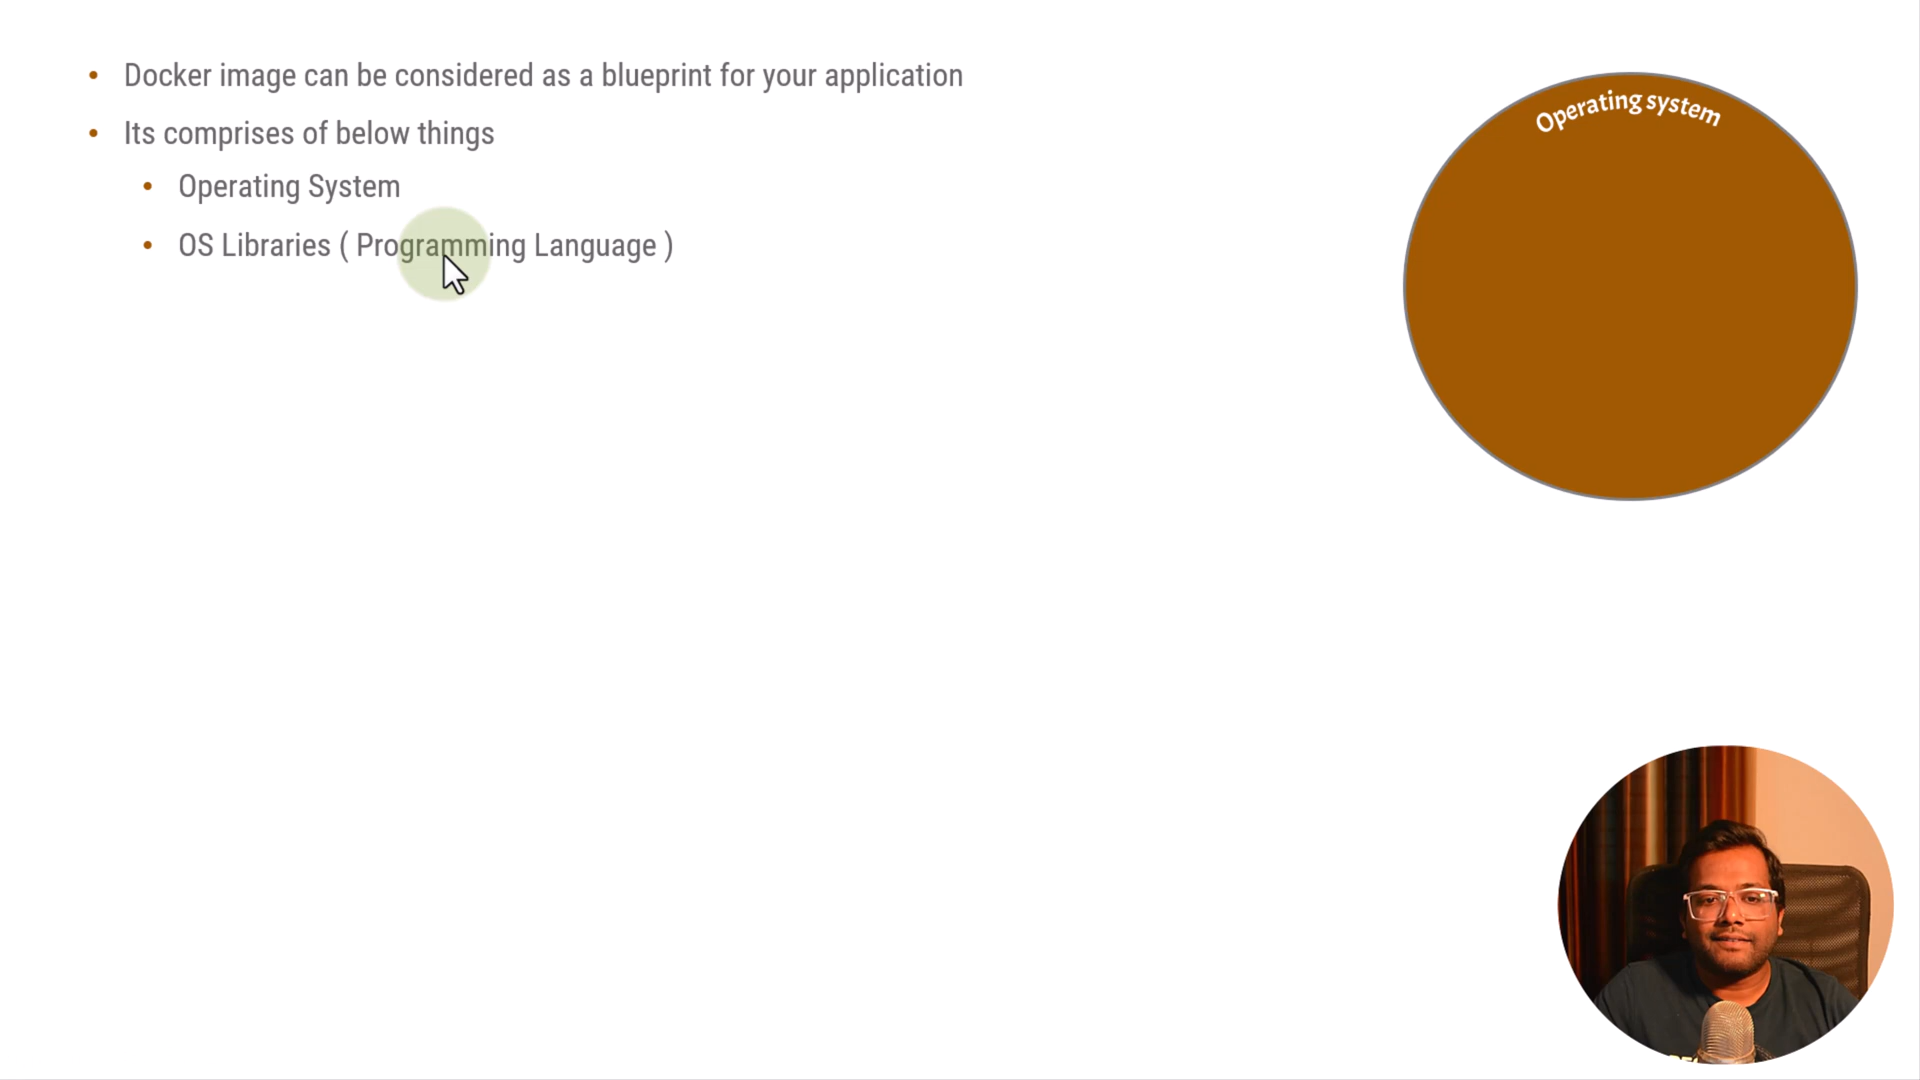 Docker image can be considered as a blueprint for your application
Its comprises of below things
Operating System
OS Libraries ( Programming Language )
Operating system